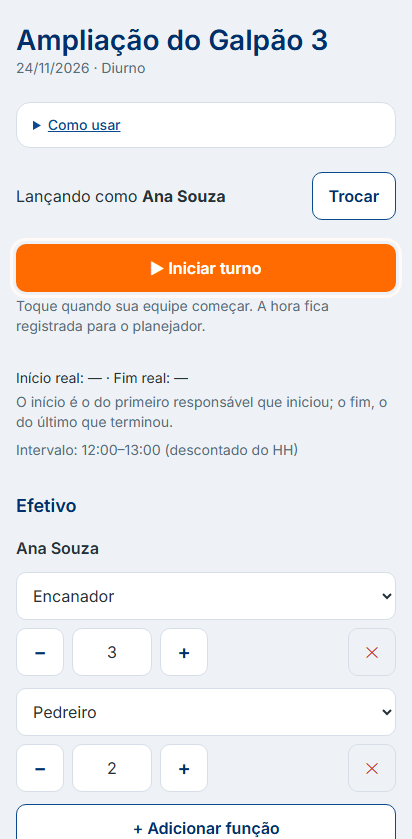 Ampliação do Galpão 3
24/11/2026 · Diurno
▶ Como usar
Lançando como Ana Souza
Trocar
▶ Iniciar turno
Toque quando sua equipe começar. A hora fica
registrada para o planejador.
Início real: — · Fim real: —
O início é o do primeiro responsável que iniciou; o fim, o
do último que terminou.
Intervalo: 12:00–13:00 (descontado do HH)
Efetivo
Ana Souza
Encanador
− 3 + ×
Pedreiro
− 2 + ×
+ Adicionar função